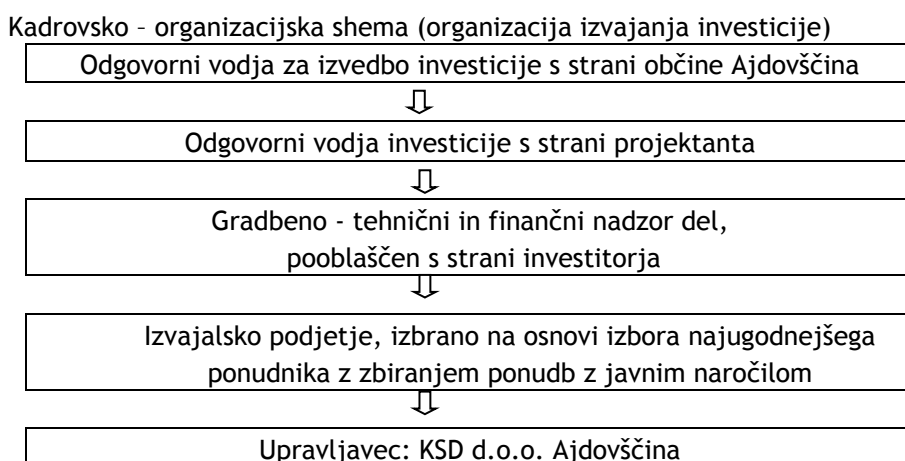 Kadrovsko – organizacijska shema (organizacija izvajanja investicije)
Odgovorni vodja za izvedbo investicije s strani občine Ajdovščina
Odgovorni vodja investicije s strani projektanta
Gradbeno - tehnični in finančni nadzor del,
pooblaščen s strani investitorja
Izvajalsko podjetje, izbrano na osnovi izbora najugodnejšega
ponudnika z zbiranjem ponudb z javnim naročilom
Upravljavec: KSD d.o.o. Ajdovščina